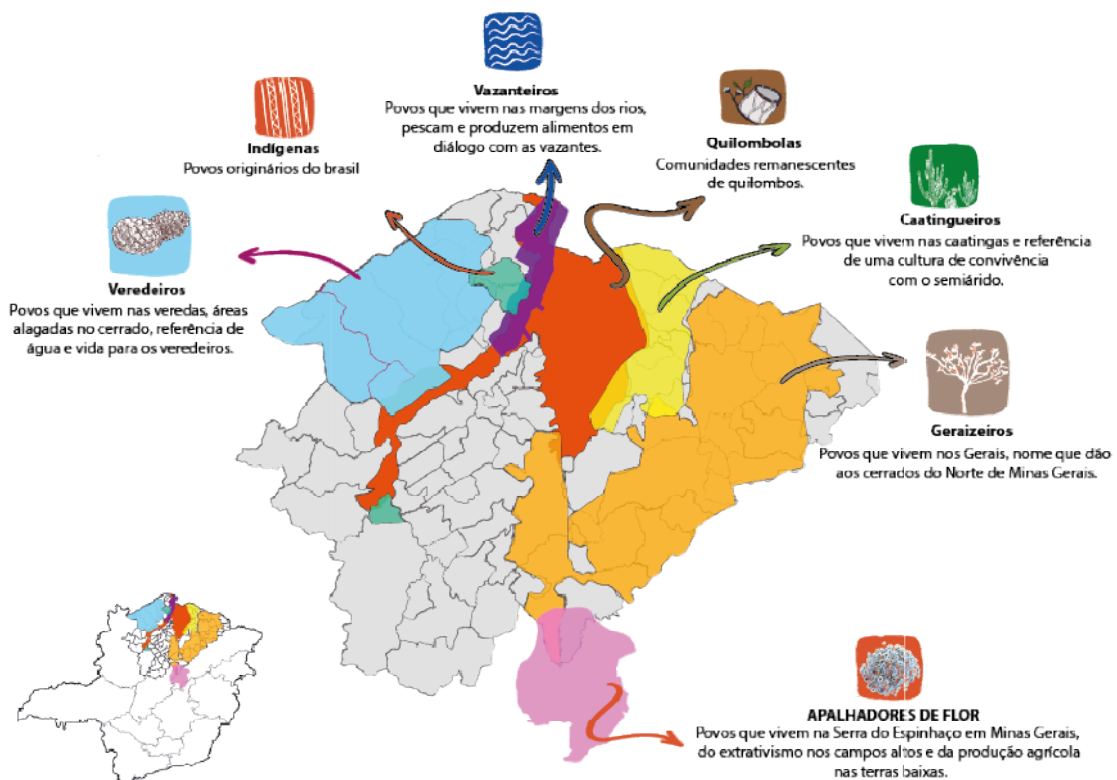 Vazanteiros
Povos que vivem nas margens dos rios,
pescam e produzem alimentos em
diálogo com as vazantes.
Indígenas
Povos originários do brasil
Quilombolas
Comunidades remanescentes
de quilombos.
Caatingueiros
Povos que vivem nas caatingas e referência
de uma cultura de convivência
com o semiárido.
Veredeiros
Povos que vivem nas veredas, áreas
alagadas no cerrado, referência de
água e vida para os veredeiros.
Geraizeiros
Povos que vivem nos Gerais, nome que dão
aos cerrados do Norte de Minas Gerais.
APALHADORES DE FLOR
Povos que vivem na Serra do Espinhaço em Minas Gerais,
do extrativismo nos campos altos e da produção agrícola
nas terras baixas.